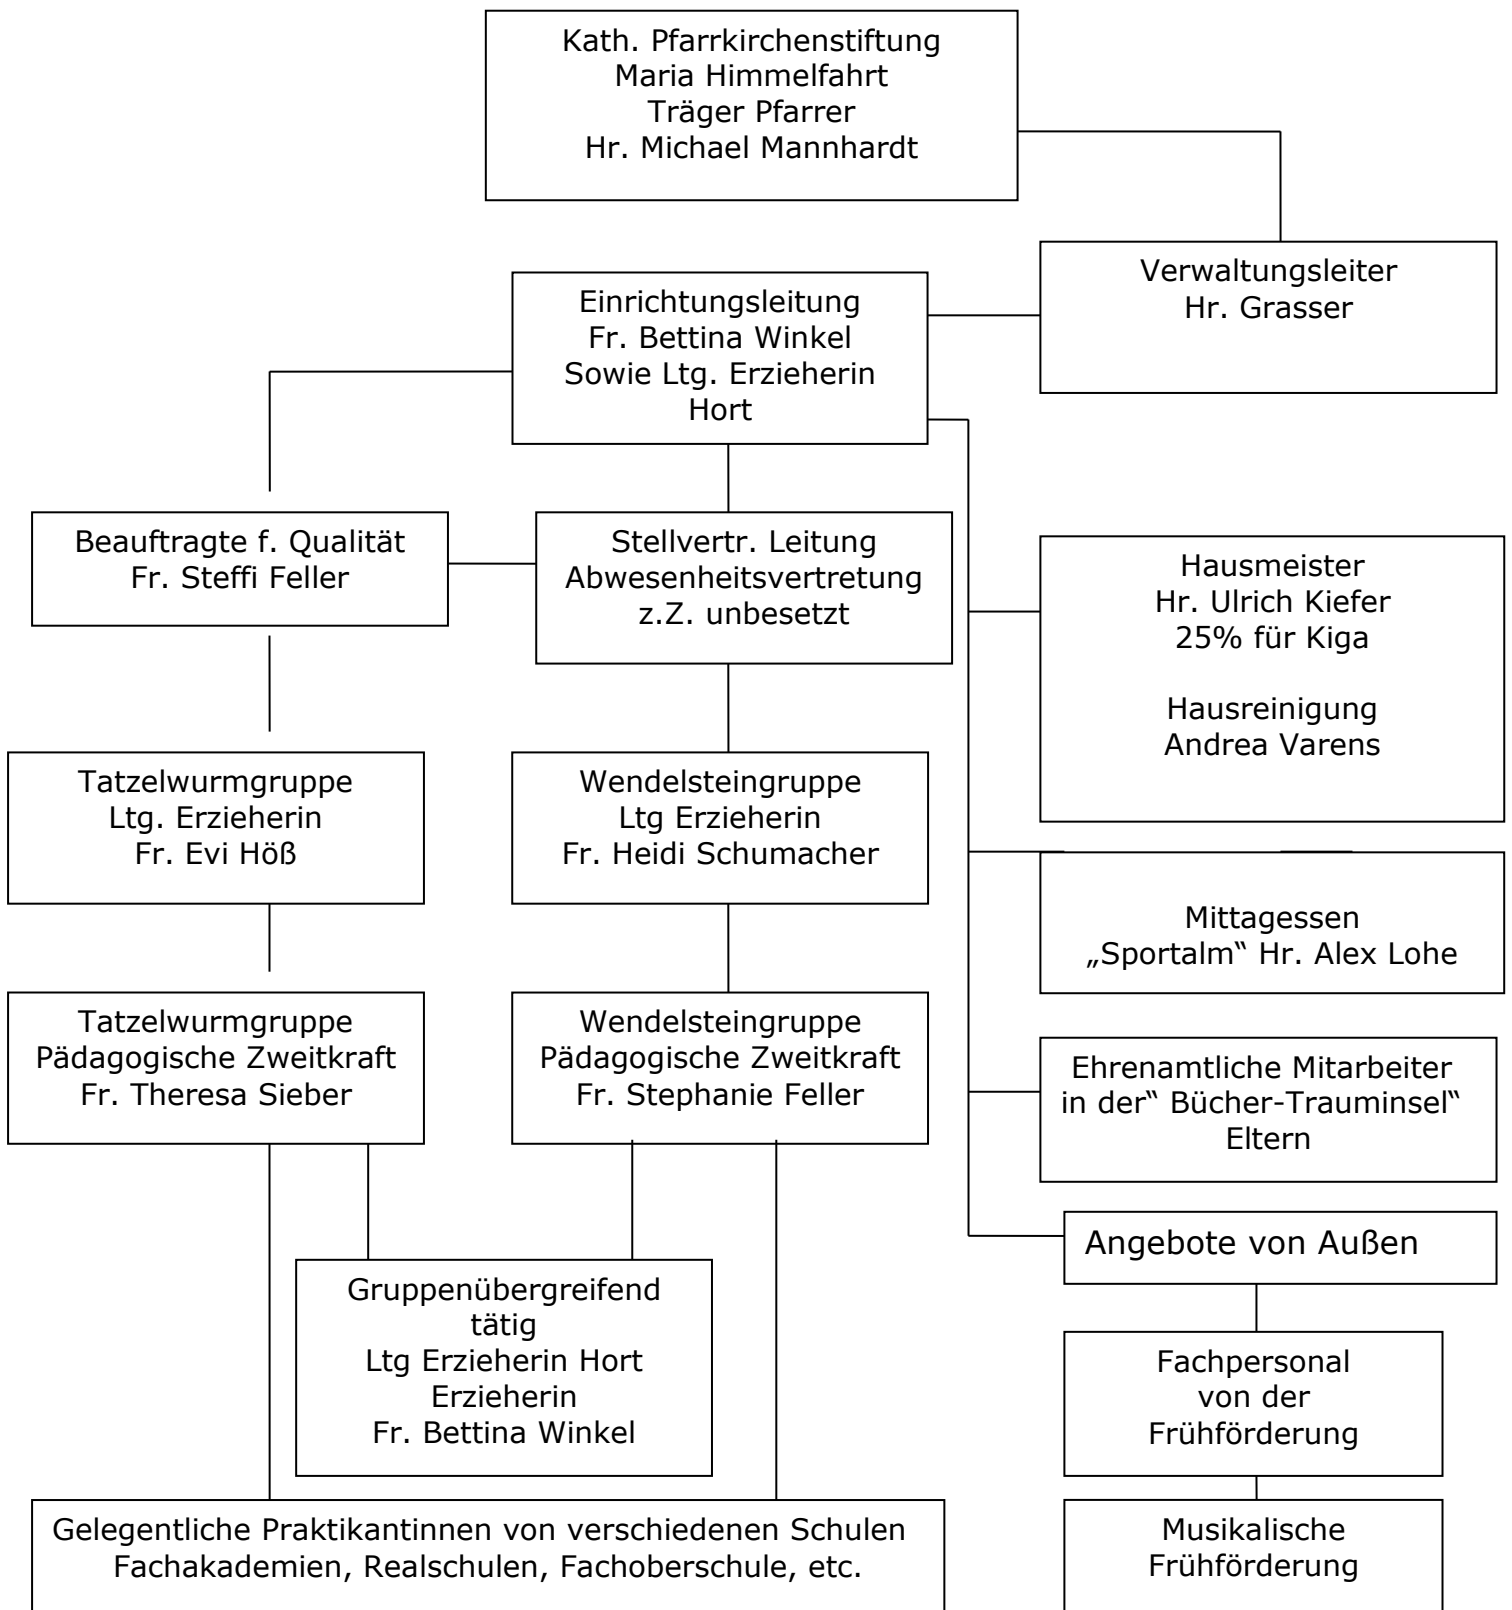 Kath. Pfarrkirchenstiftung
Maria Himmelfahrt
Träger Pfarrer
Hr. Michael Mannhardt
Verwaltungsleiter
Hr. Grasser
Einrichtungsleitung
Fr. Bettina Winkel
Sowie Ltg. Erzieherin
Hort
Beauftragte f. Qualität
Fr. Steffi Feller
Stellvertr. Leitung
Abwesenheitsvertretung
z.Z. unbesetzt
Hausmeister
Hr. Ulrich Kiefer
25% für Kiga
Hausreinigung
Andrea Varens
Tatzelwurmgruppe
Ltg. Erzieherin
Fr. Evi Höß
Wendelsteingruppe
Ltg Erzieherin
Fr. Heidi Schumacher
Mittagessen
„Sportalm“ Hr. Alex Lohe
Tatzelwurmgruppe
Pädagogische Zweitkraft
Fr. Theresa Sieber
Wendelsteingruppe
Pädagogische Zweitkraft
Fr. Stephanie Feller
Ehrenamtliche Mitarbeiter
in der“ Bücher-Trauminsel“
Eltern
Angebote von Außen
Gruppenübergreifend
tätig
Ltg Erzieherin Hort
Erzieherin
Fr. Bettina Winkel
Fachpersonal
von der
Frühförderung
Gelegentliche Praktikantinnen von verschiedenen Schulen
Fachakademien, Realschulen, Fachoberschule, etc.
Musikalische
Frühförderung